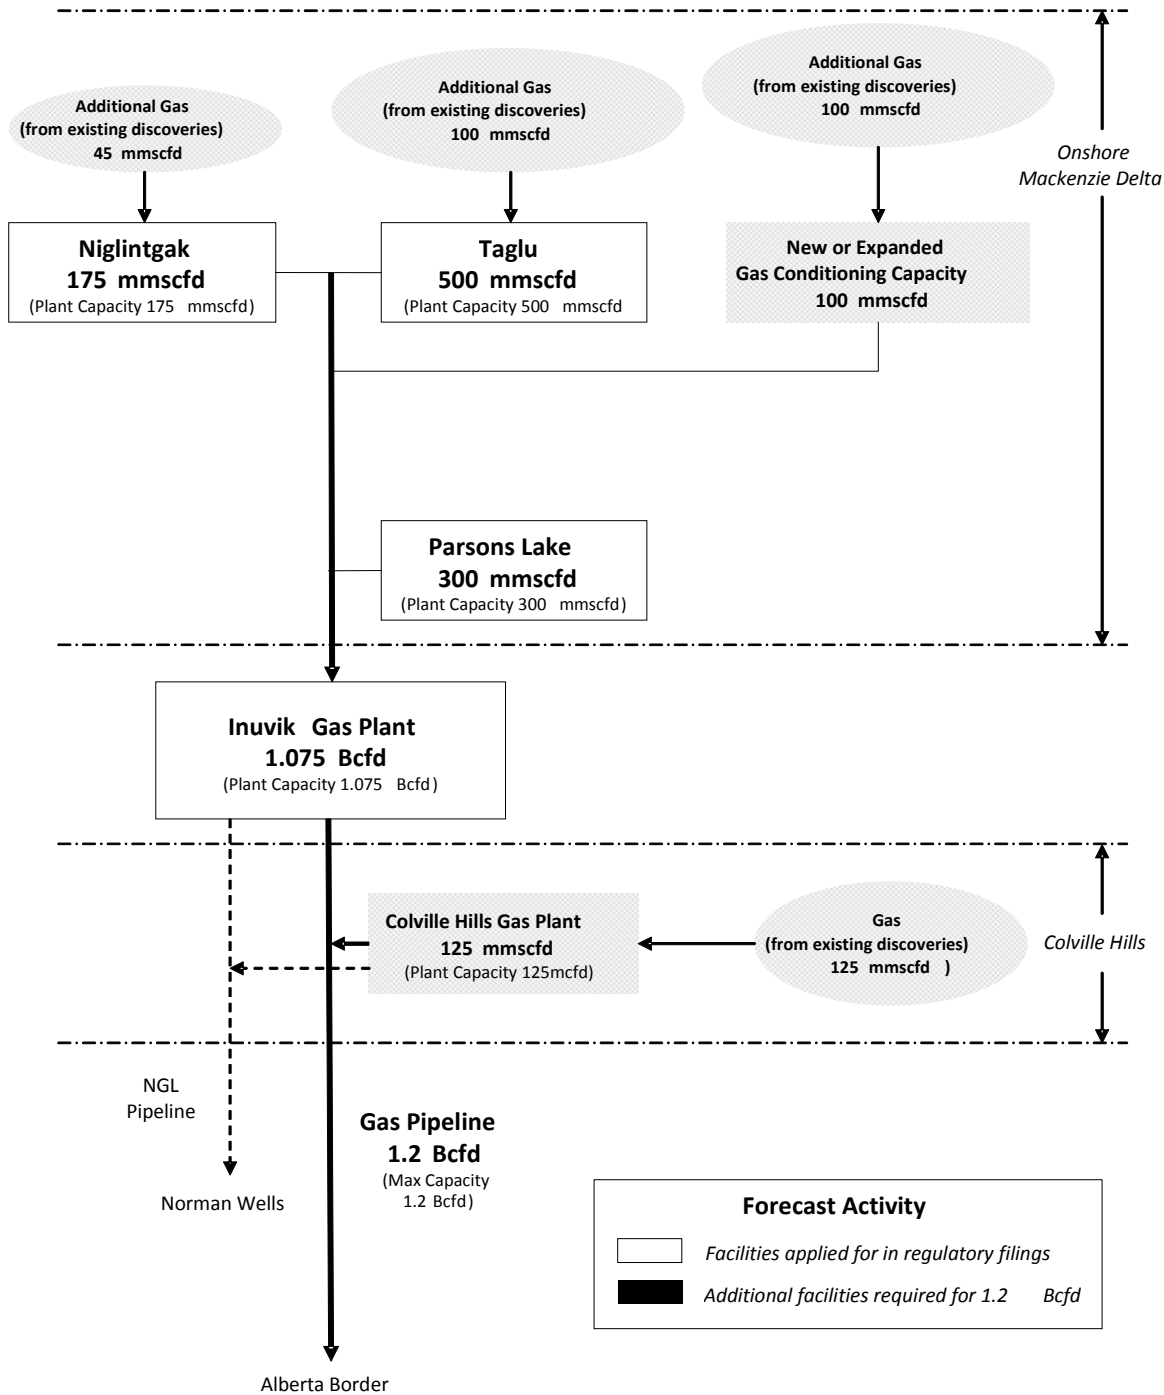 Additional Gas
(from existing discoveries)
45 mmscfd
Additional Gas
(from existing discoveries)
100 mmscfd
Additional Gas
(from existing discoveries)
100 mmscfd
Onshore
Mackenzie Delta
Niglintgak
175 mmscfd
(Plant Capacity 175 mmscfd)
Taglu
500 mmscfd
(Plant Capacity 500 mmscfd
New or Expanded
Gas Conditioning Capacity
100 mmscfd
Parsons Lake
300 mmscfd
(Plant Capacity 300 mmscfd)
Inuvik Gas Plant
1.075 Bcfd
(Plant Capacity 1.075 Bcfd)
Colville Hills Gas Plant
125 mmscfd
(Plant Capacity 125mcfd)
Gas
(from existing discoveries)
125 mmscfd )
Colville Hills
NGL
Pipeline
Gas Pipeline
1.2 Bcfd
(Max Capacity
1.2 Bcfd)
Norman Wells
Forecast Activity
Facilities applied for in regulatory filings
Additional facilities required for 1.2 Bcfd
Alberta Border